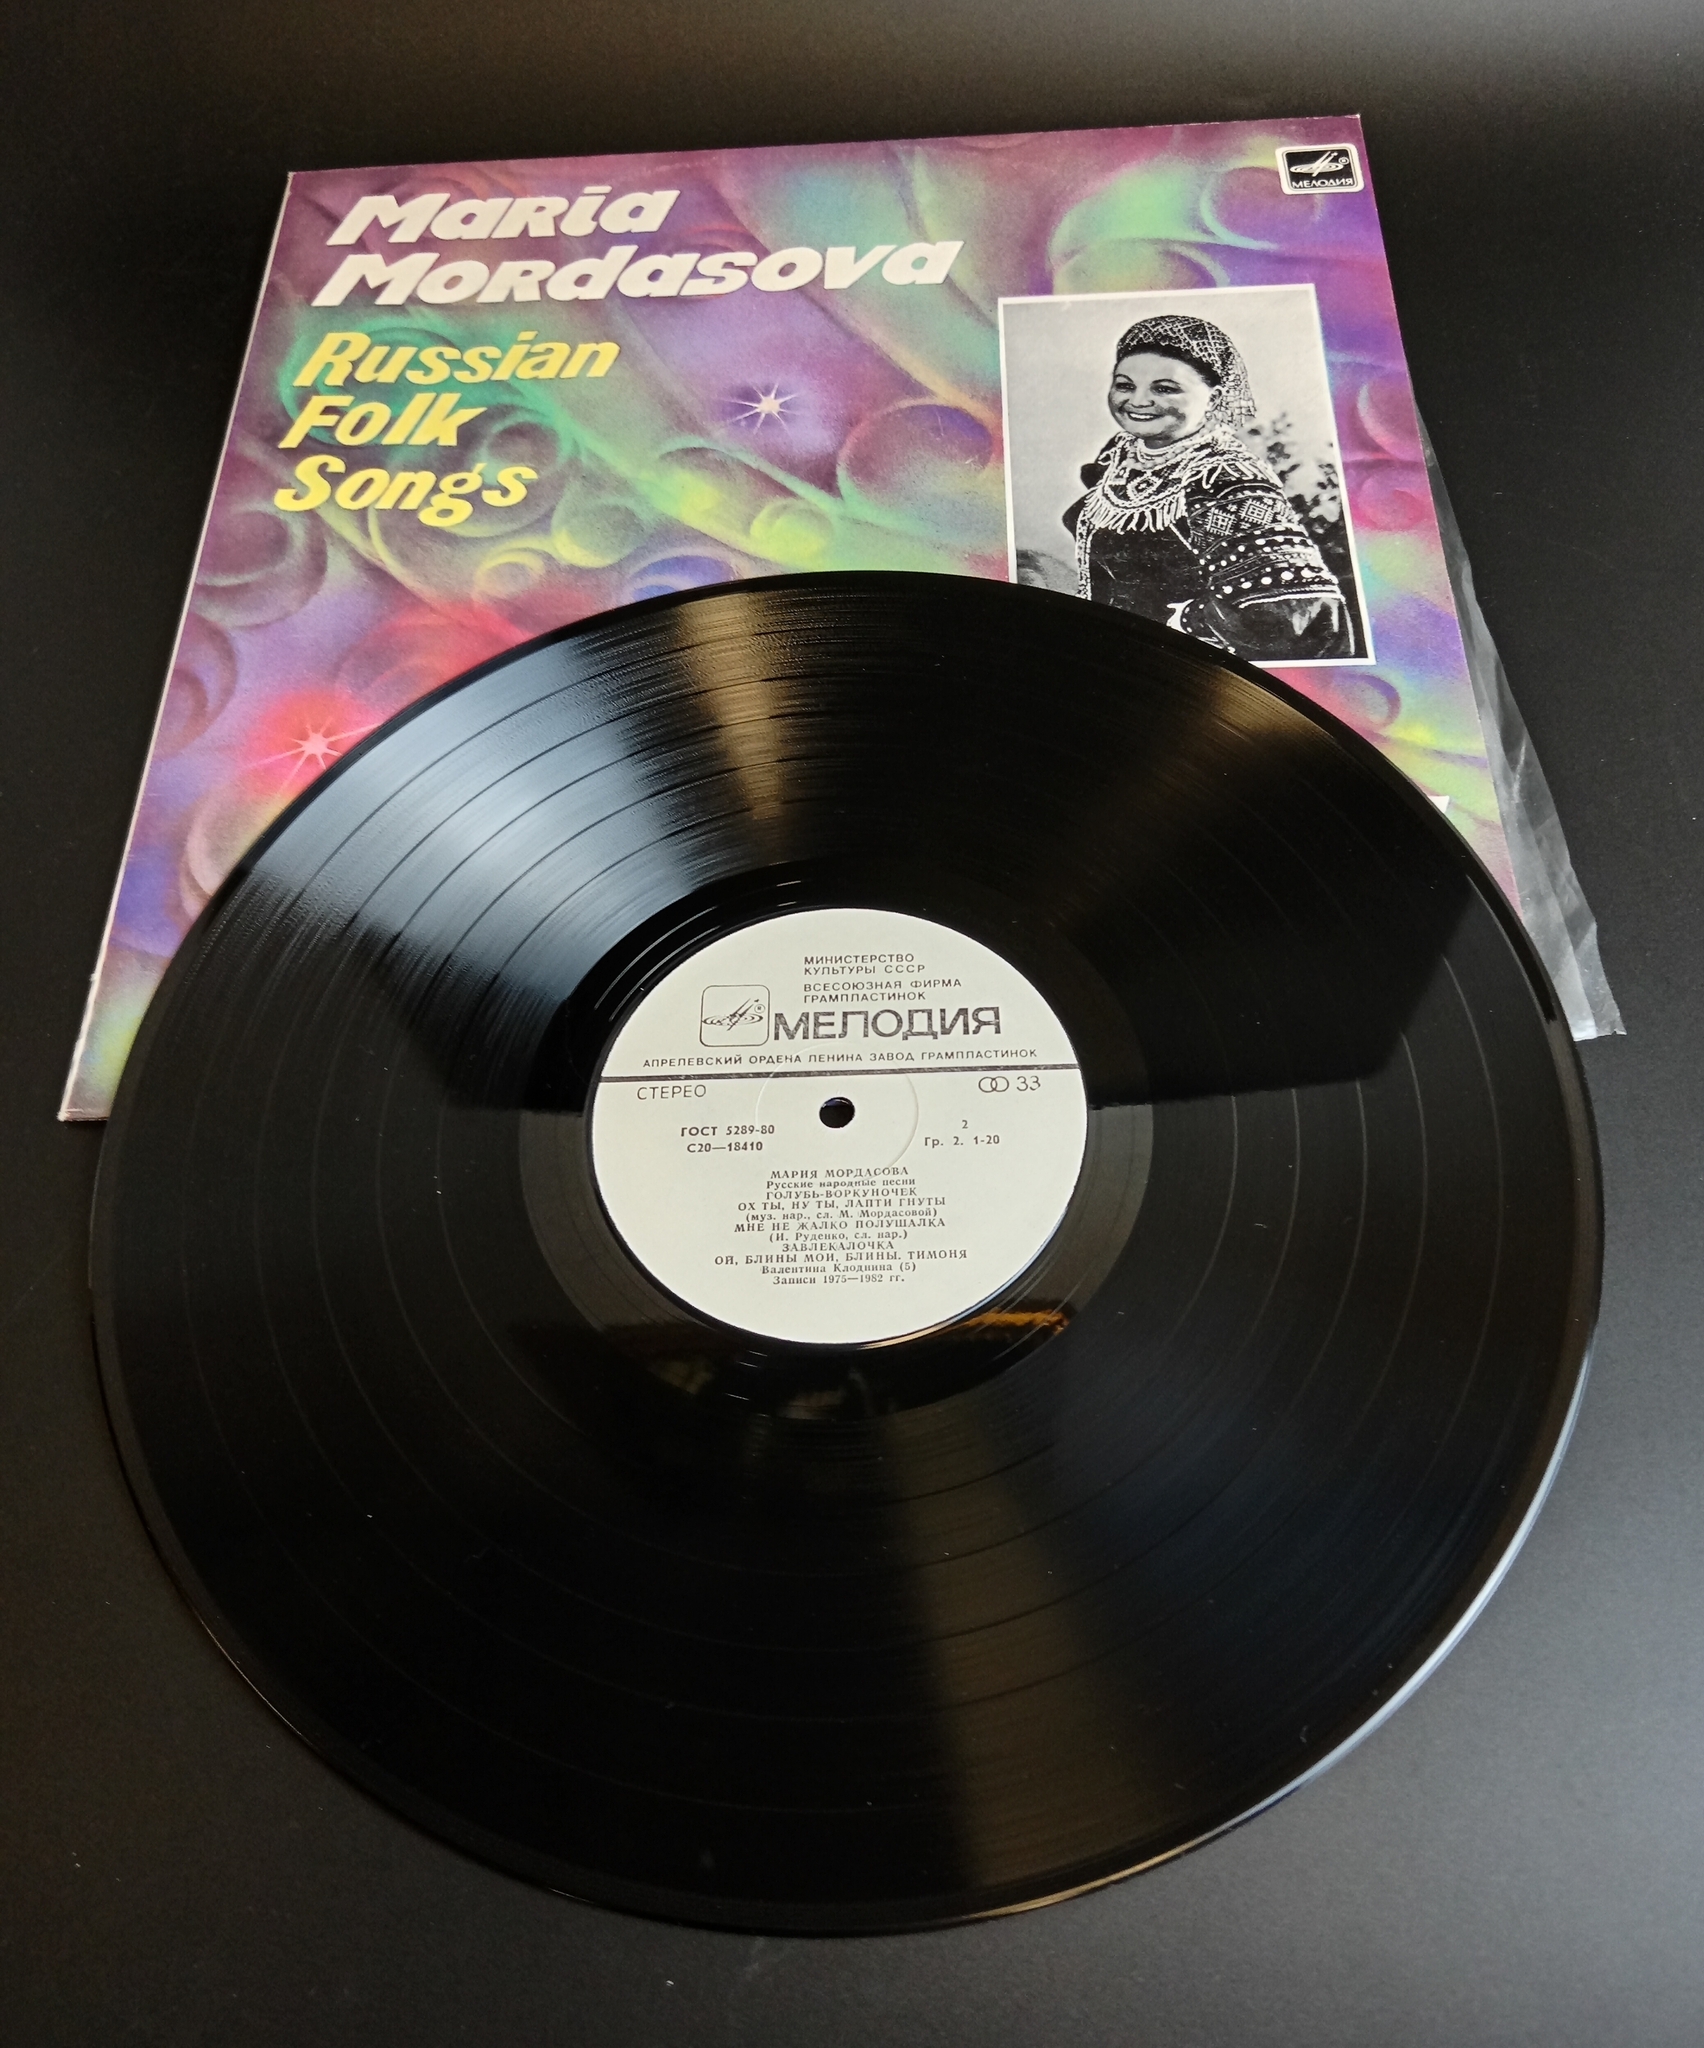 Maria
Mordasova
Russian
Folk
Songs
МЕЛОДИЯ
МИНИСТЕРСТВО
КУЛЬТУРЫ СССР
ВСЕСОЮЗНАЯ ФИРМА
ГРАМПЛАСТИНОК
МЕЛОДИЯ
АПРЕЛЕВСКИЙ ОРДЕНА ЛЕНИНА ЗАВОД ГРАМПЛАСТИНОК
СТЕРЕО 33
ГОСТ 5289-80 2
С20—18410 Гр. 2. 1-20
МАРИЯ МОРДАСОВА
Русские народные песни
ГОЛУБЬ-ВОРКУНОЧЕК
ОХ ТЫ, НУ ТЫ, ЛАПТИ ГНУТЫ
(муз. нар., сл. М. Мордасовой)
МНЕ НЕ ЖАЛКО ПОЛУШАЛКА
(И. Руденко, сл. нар.)
ЗАВЛЕКАЛОЧКА
ОЙ, БЛИНЫ МОИ, БЛИНЫ. ТИМОНЯ
Валентина Клоднина (5)
Записи 1975—1982 гг.